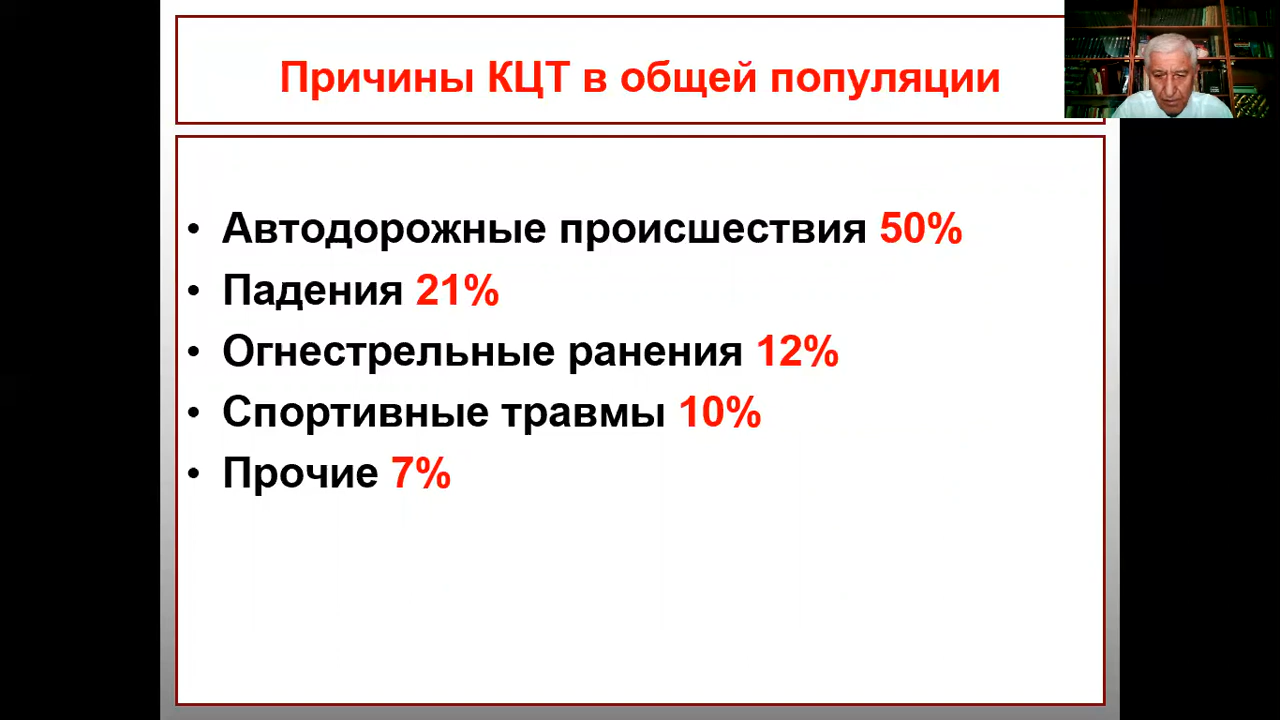 Причины КЦТ в общей популяции
• Автодорожные происшествия 50%
• Падения 21%
• Огнестрельные ранения 12%
• Спортивные травмы 10%
• Прочие 7%